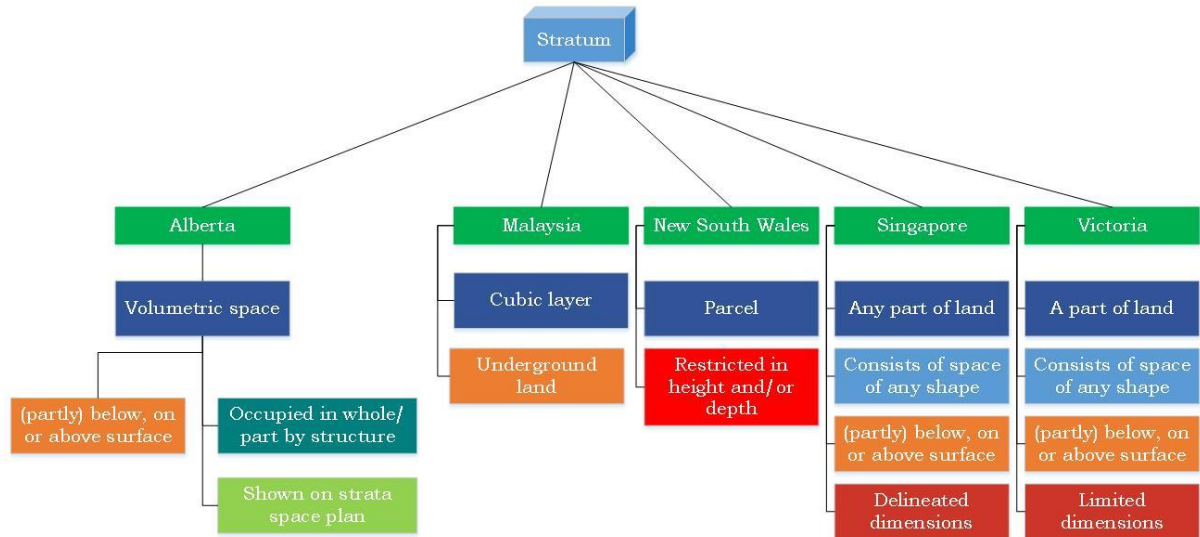 Stratum
Alberta
Malaysia
New South Wales
Singapore
Victoria
Volumetric space
Cubic layer
Parcel
Any part of land
A part of land
Underground
land
Restricted in
height and/ or
depth
Consists of space
of any shape
Consists of space
of any shape
(partly) below, on
or above surface
Occupied in whole/
part by structure
(partly) below, on
or above surface
(partly) below, on
or above surface
Shown on strata
space plan
Delineated
dimensions
Limited
dimensions